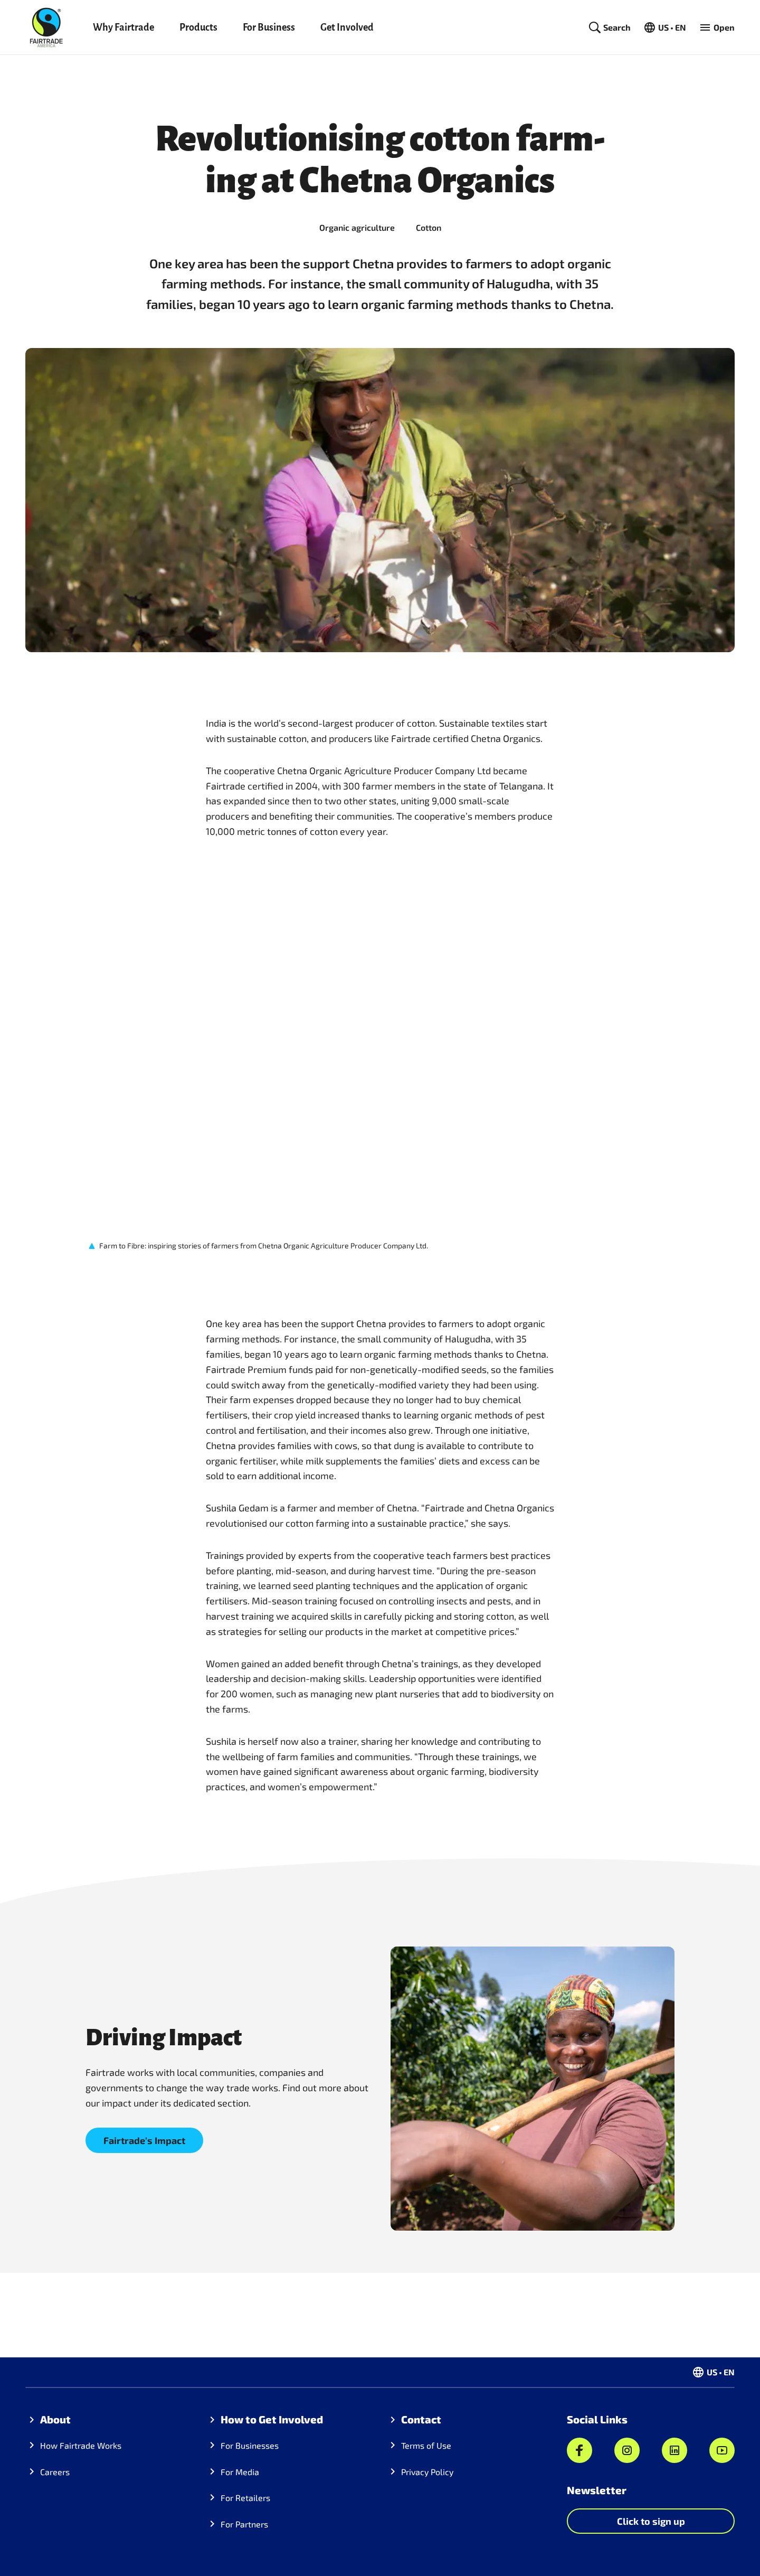 FAIRTRADE
AMERICA
Why Fairtrade
Products
For Business
Get Involved
Search
US • EN
Open
Revolutionising cotton farm-
ing at Chetna Organics
Organic agriculture
Cotton
One key area has been the support Chetna provides to farmers to adopt organic
farming methods. For instance, the small community of Halugudha, with 35
families, began 10 years ago to learn organic farming methods thanks to Chetna.
India is the world's second-largest producer of cotton. Sustainable textiles start
with sustainable cotton, and producers like Fairtrade certified Chetna Organics.
The cooperative Chetna Organic Agriculture Producer Company Ltd became
Fairtrade certified in 2004, with 300 farmer members in the state of Telangana. It
has expanded since then to two other states, uniting 9,000 small-scale
producers and benefiting their communities. The cooperative's members produce
10,000 metric tonnes of cotton every year.
Farm to Fibre: inspiring stories of farmers from Chetna Organic Agriculture Producer Company Ltd.
One key area has been the support Chetna provides to farmers to adopt organic
farming methods. For instance, the small community of Halugudha, with 35
families, began 10 years ago to learn organic farming methods thanks to Chetna.
Fairtrade Premium funds paid for non-genetically-modified seeds, so the families
could switch away from the genetically-modified variety they had been using.
Their farm expenses dropped because they no longer had to buy chemical
fertilisers, their crop yield increased thanks to learning organic methods of pest
control and fertilisation, and their incomes also grew. Through one initiative,
Chetna provides families with cows, so that dung is available to contribute to
organic fertiliser, while milk supplements the families' diets and excess can be
sold to earn additional income.
Sushila Gedam is a farmer and member of Chetna. "Fairtrade and Chetna Organics
revolutionised our cotton farming into a sustainable practice," she says.
Trainings provided by experts from the cooperative teach farmers best practices
before planting, mid-season, and during harvest time. "During the pre-season
training, we learned seed planting techniques and the application of organic
fertilisers. Mid-season training focused on controlling insects and pests, and in
harvest training we acquired skills in carefully picking and storing cotton, as well
as strategies for selling our products in the market at competitive prices."
Women gained an added benefit through Chetna's trainings, as they developed
leadership and decision-making skills. Leadership opportunities were identified
for 200 women, such as managing new plant nurseries that add to biodiversity on
the farms.
Sushila is herself now also a trainer, sharing her knowledge and contributing to
the wellbeing of farm families and communities. "Through these trainings, we
women have gained significant awareness about organic farming, biodiversity
practices, and women's empowerment."
Driving Impact
Fairtrade works with local communities, companies and
governments to change the way trade works. Find out more about
our impact under its dedicated section.
Fairtrade's Impact
US • EN
About
How Fairtrade Works
Careers
How to Get Involved
For Businesses
For Media
For Retailers
For Partners
Contact
Terms of Use
Privacy Policy
Social Links
Newsletter
Click to sign up